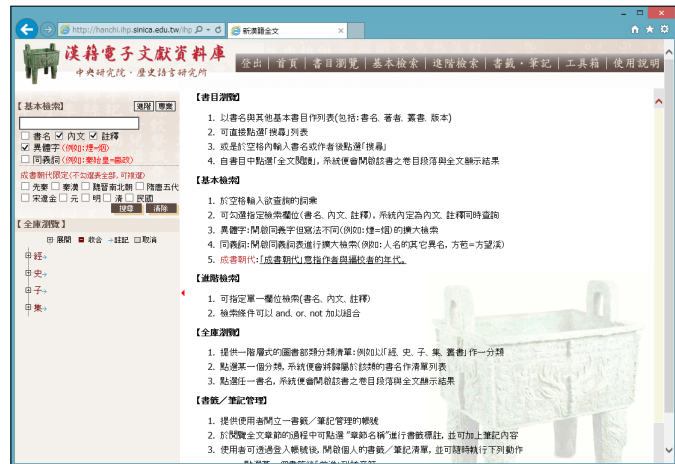 http://hanchi.ihp.sinica.edu.tw/ihp
新漢籍全文
漢籍電子文獻資料庫
中央研究院‧歷史語言研究所
登出 | 首頁 | 書目瀏覽 | 基本檢索 | 進階檢索 | 書籤‧筆記 | 工具箱 | 使用說明
【基本檢索】 進階 專家
書名 內文 註釋
異體字(例如:煙=烟)
同義詞(例如:秦始皇=嬴政)
成書朝代限定(不勾選表全部,可複選)
先秦 秦漢 魏晉南北朝 隋唐五代
宋遼金 元 明 清 民國
搜尋 清除
【全庫瀏覽】
展開 收合 →註記 取消
經→
史→
子→
集→
【書目瀏覽】
1. 以書名與其他基本書目作列表(包括:書名、著者、叢書、版本)
2. 可直接點選「搜尋」列表
3. 或是於空格內輸入書名或作者後點選「搜尋」
4. 自書目中點選「全文閱讀」,系統便會開啟該書之卷目段落與全文顯示結果
【基本檢索】
1. 於空格輸入欲查詢的詞彙
2. 可勾選指定檢索欄位(書名、內文、註釋),系統內定為內文、註釋同時查詢
3. 異體字:開啟同義字但寫法不同(例如:煙=烟)的擴大檢索
4. 同義詞:開啟同義詞表進行擴大檢索(例如:人名的其它異名,方苞=方望溪)
5. 成書朝代:「成書朝代」意指作者與編校者的年代。
【進階檢索】
1. 可指定單一欄位檢索(書名、內文、註釋)
2. 檢索條件可以 and、or、not 加以組合
【全庫瀏覽】
1. 提供一階層式的圖書部類分類清單:例如以「經、史、子、集、叢書」作一分類
2. 點選某一個分類,系統便會將歸屬於該類的書名作清單列表
3. 點選任一書名,系統便會開啟該書之卷目段落與全文顯示結果
【書籤/筆記管理】
1. 提供使用者開立一書籤/筆記管理的帳號
2. 於閱覽全文章節的過程中可點選 "章節名稱"進行書籤標註,並可加上筆記內容
3. 使用者可透過登入帳號後,開啟個人的書籤/筆記清單,並可隨時執行下列動作